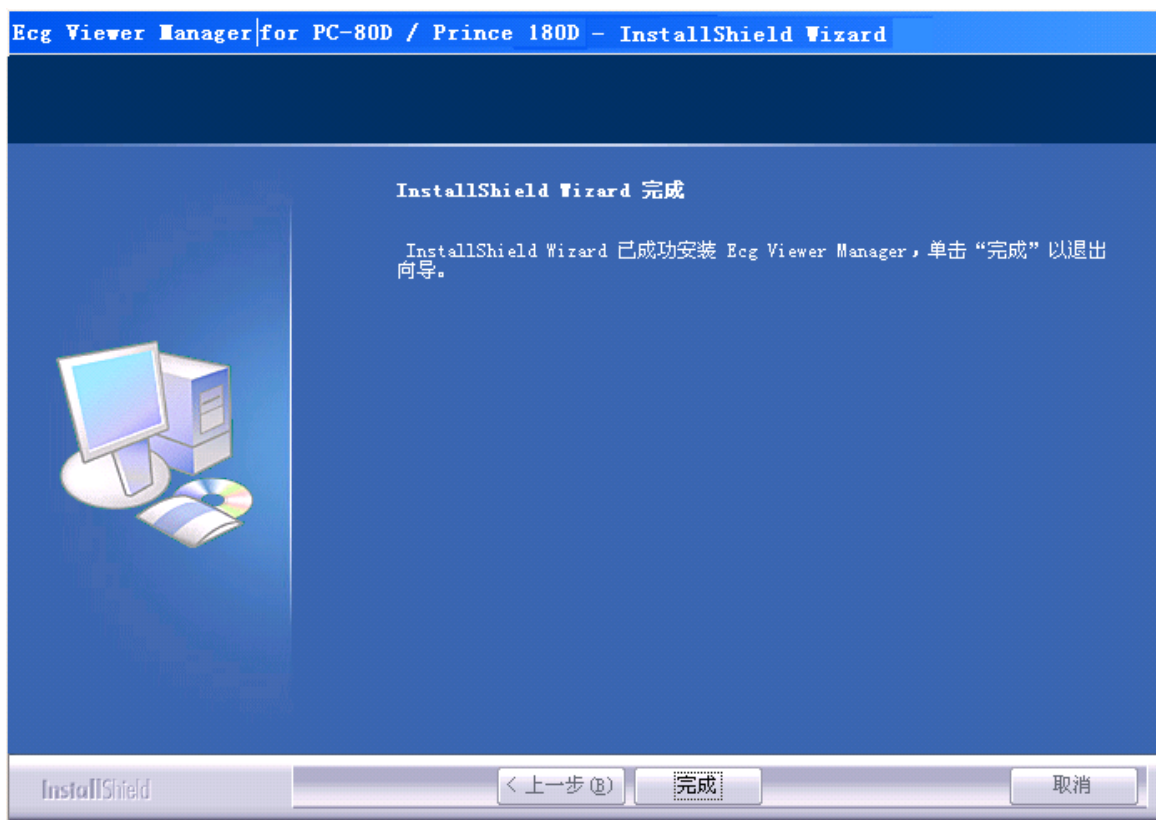 Ecg Viewer Manager for PC-80D / Prince 180D - InstallShield Wizard
InstallShield Wizard 完成
InstallShield Wizard 已成功安装 Ecg Viewer Manager，单击“完成”以退出
向导。
InstallShield
< 上一步(B) 完成 取消